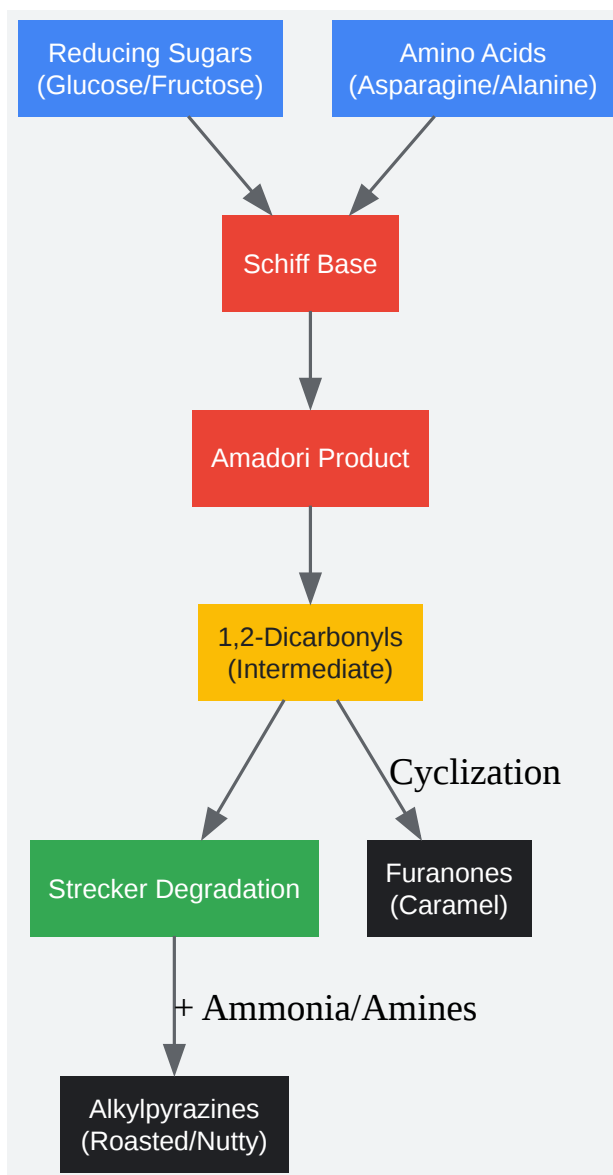 Reducing Sugars
(Glucose/Fructose)
Amino Acids
(Asparagine/Alanine)
Schiff Base
Amadori Product
1,2-Dicarbonyls
(Intermediate)
Cyclization
Strecker Degradation
Furanones
(Caramel)
+ Ammonia/Amines
Alkylpyrazines
(Roasted/Nutty)